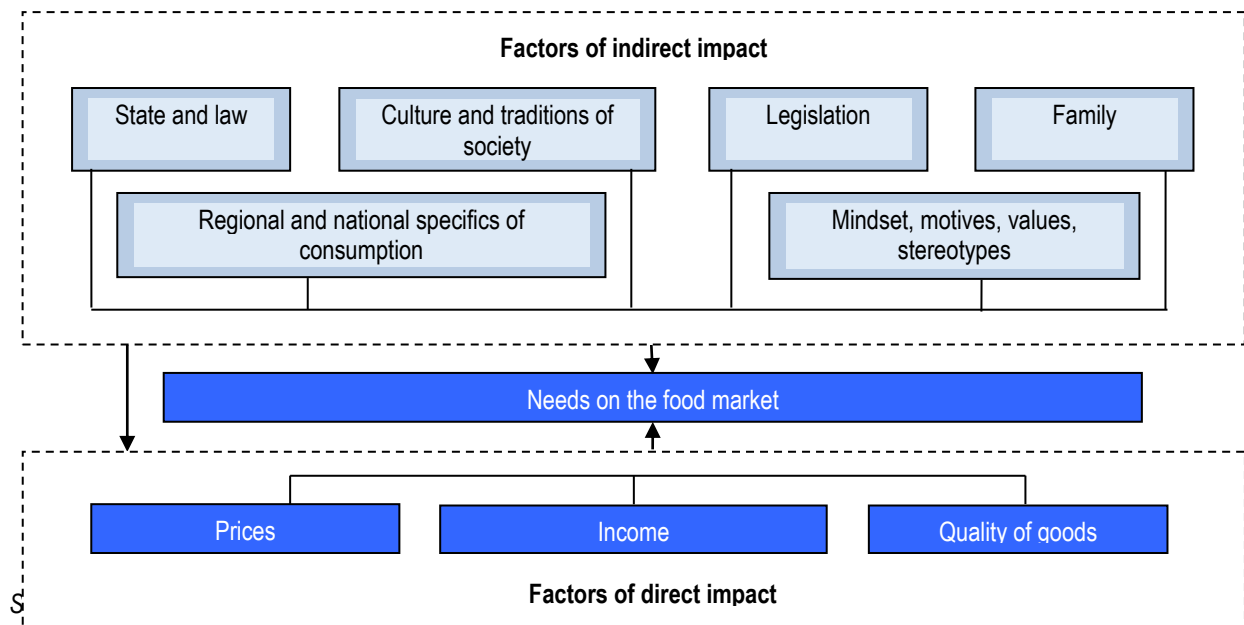 Factors of indirect impact
State and law
Culture and traditions of
society
Legislation
Family
Regional and national specifics of
consumption
Mindset, motives, values,
stereotypes
Needs on the food market
Prices
Income
Quality of goods
Factors of direct impact